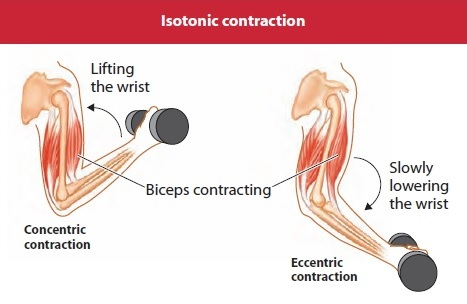 Isotonic contraction
Lifting
the wrist
Biceps contracting
Slowly
lowering
the wrist
Concentric
contraction
Eccentric
contraction